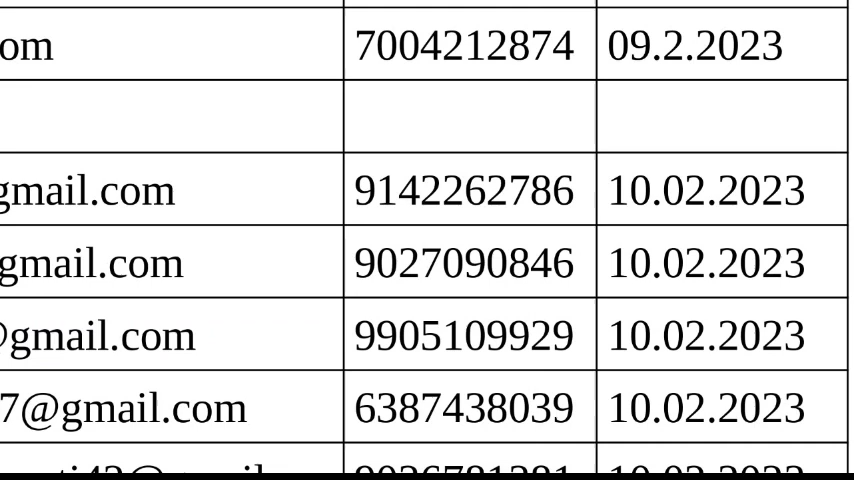 om 7004212874 09.2.2023
gmail.com 9142262786 10.02.2023
gmail.com 9027090846 10.02.2023
@gmail.com 9905109929 10.02.2023
7@gmail.com 6387438039 10.02.2023